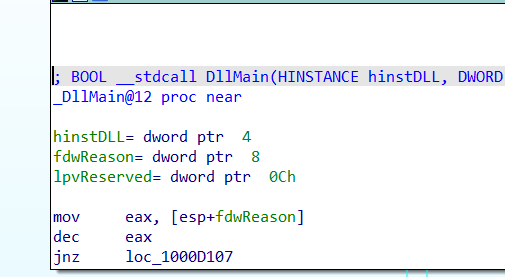 ; BOOL __stdcall DllMain(HINSTANCE hinstDLL, DWORD
_DllMain@12 proc near
hinstDLL= dword ptr  4
fdwReason= dword ptr  8
lpvReserved= dword ptr  0Ch
mov     eax, [esp+fdwReason]
dec     eax
jnz     loc_1000D107